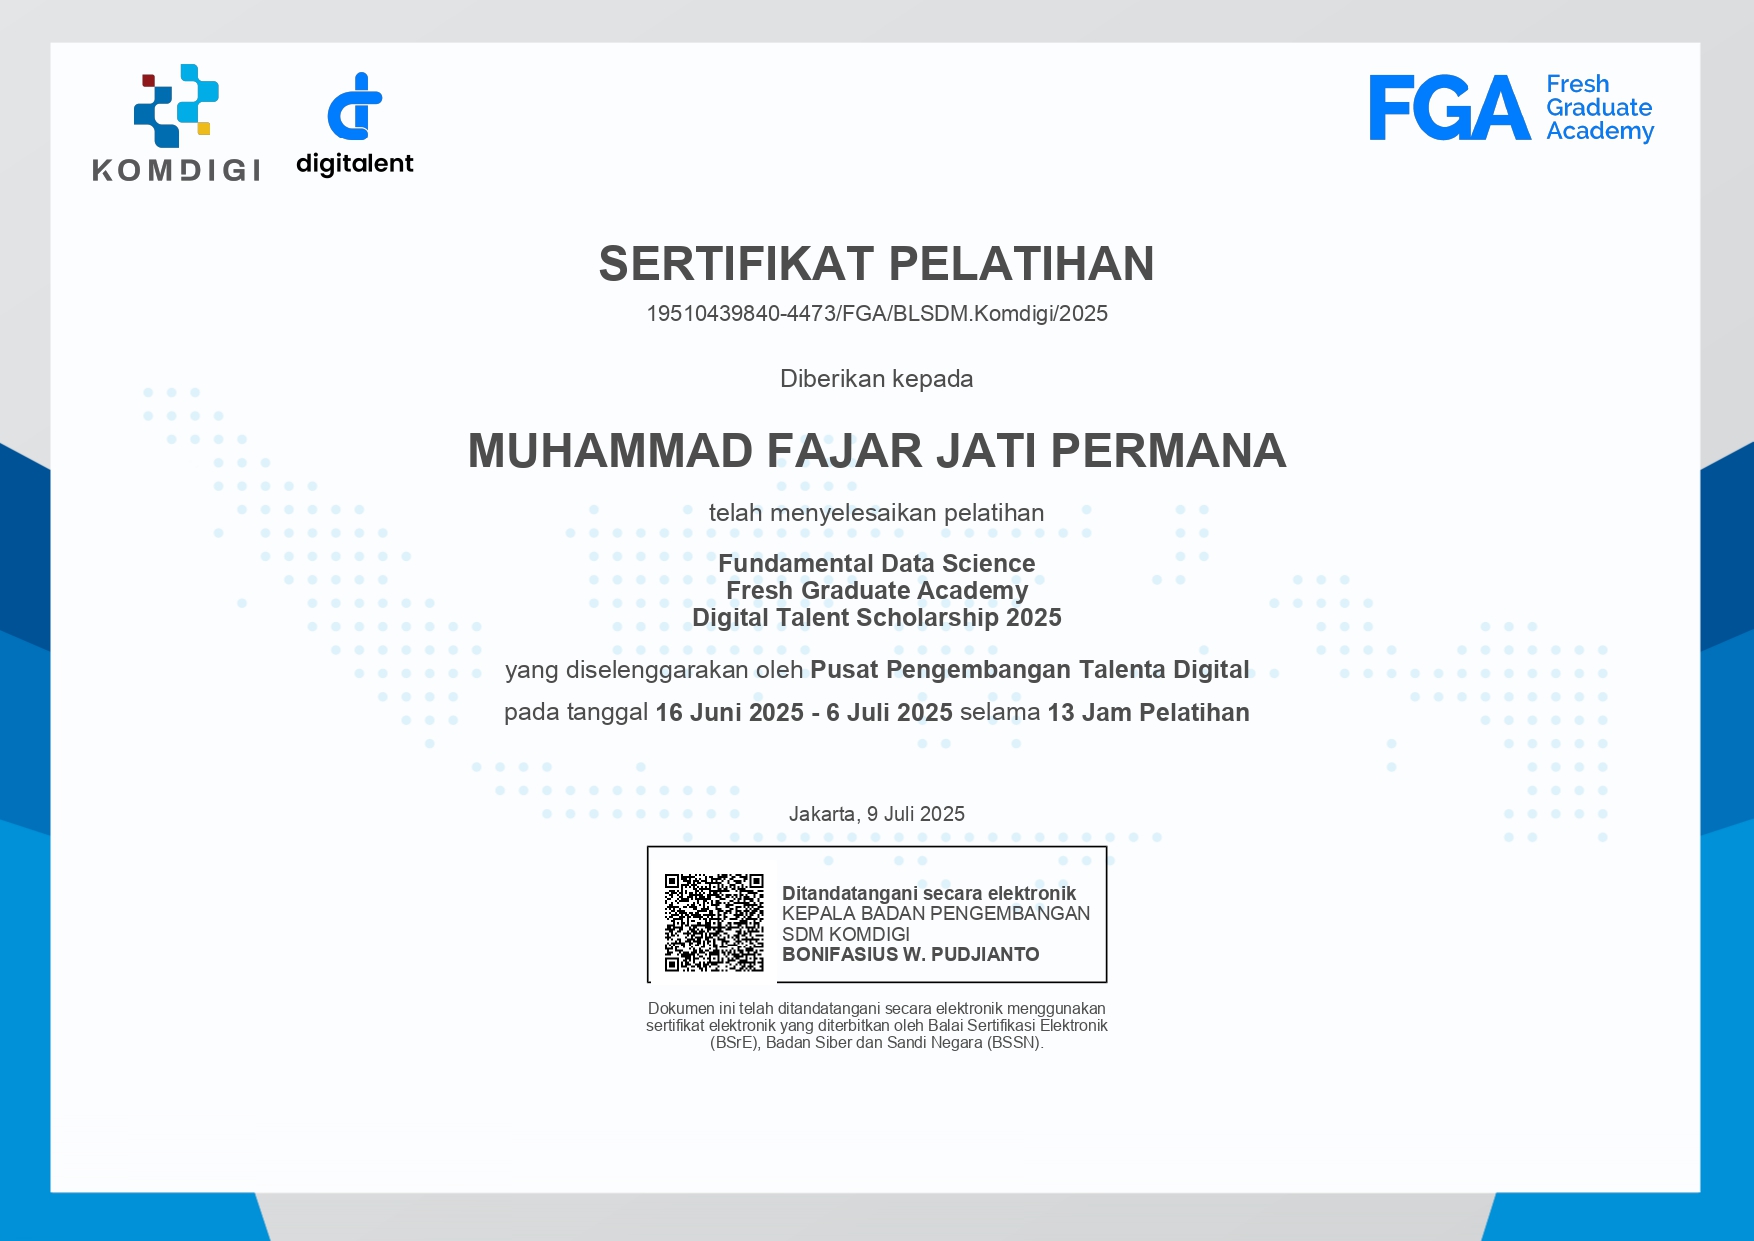 KOMDIGI
digitalent
FGA
Fresh
Graduate
Academy
SERTIFIKAT PELATIHAN
19510439840-4473/FGA/BLSDM.Komdigi/2025
Diberikan kepada
MUHAMMAD FAJAR JATI PERMANA
telah menyelesaikan pelatihan
Fundamental Data Science
Fresh Graduate Academy
Digital Talent Scholarship 2025
yang diselenggarakan oleh Pusat Pengembangan Talenta Digital
pada tanggal 16 Juni 2025 - 6 Juli 2025 selama 13 Jam Pelatihan
Jakarta, 9 Juli 2025
Ditandatangani secara elektronik
KEPALA BADAN PENGEMBANGAN
SDM KOMDIGI
BONIFASIUS W. PUDJIANTO
Dokumen ini telah ditandatangani secara elektronik menggunakan
sertifikat elektronik yang diterbitkan oleh Balai Sertifikasi Elektronik
(BSrE), Badan Siber dan Sandi Negara (BSSN).